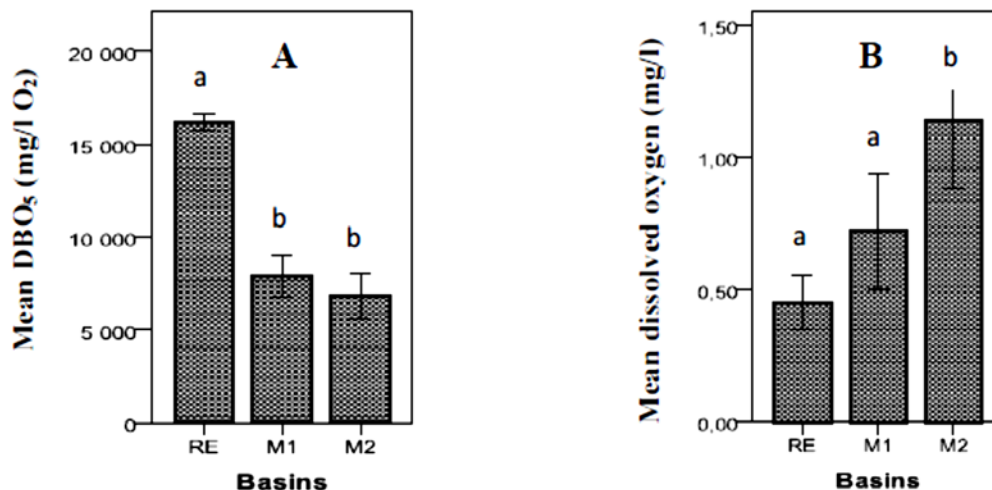 A
Mean DBO₅ (mg/l O₂)
20 000
15 000
10 000
5 000
0
a
b
b
RE M1 M2
Basins
B
Mean dissolved oxygen (mg/l)
1,50
1,00
0,50
0,00
a
a
b
RE M1 M2
Basins